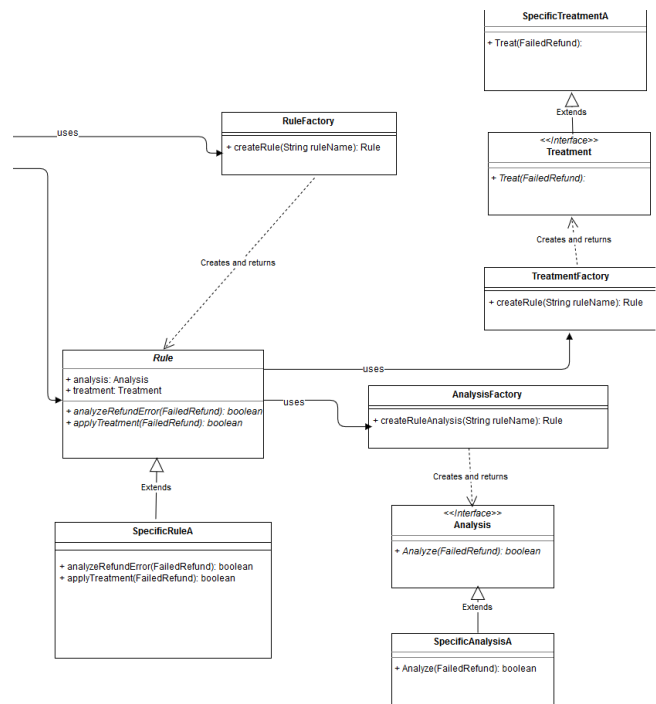 SpecificTreatmentA
+ Treat(FailedRefund):
Extends
<<Interface>>
Treatment
+ Treat(FailedRefund):
Creates and returns
TreatmentFactory
+ createRule(String ruleName): Rule
uses
RuleFactory
+ createRule(String ruleName): Rule
Creates and returns
Rule
+ analysis: Analysis
+ treatment: Treatment
+ analyzeRefundError(FailedRefund): boolean
+ applyTreatment(FailedRefund): boolean
uses
uses
AnalysisFactory
+ createRuleAnalysis(String ruleName): Rule
Creates and returns
<<Interface>>
Analysis
+ Analyze(FailedRefund): boolean
Extends
SpecificAnalysisA
+ Analyze(FailedRefund): boolean
Extends
SpecificRuleA
+ analyzeRefundError(FailedRefund): boolean
+ applyTreatment(FailedRefund): boolean